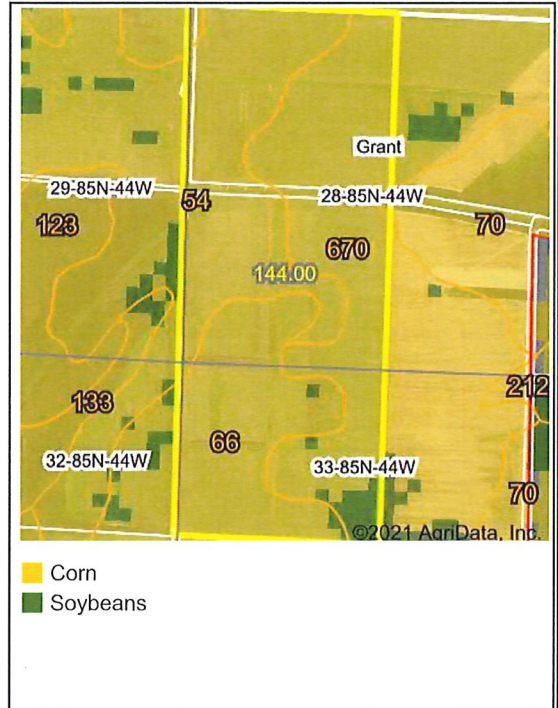 Grant
29-85N-44W
54
28-85N-44W
123
70
670
144.00
133
212
66
32-85N-44W
33-85N-44W
70
©2021 AgriData, Inc.
Corn
Soybeans